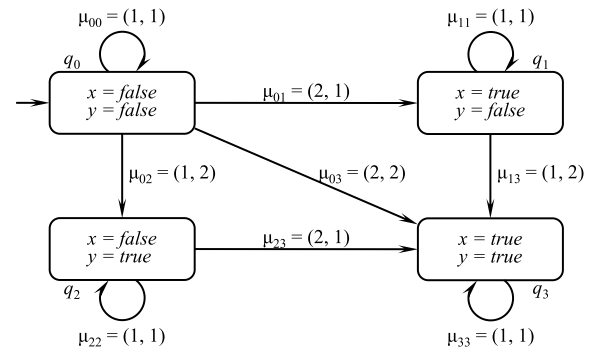 μ00 = (1, 1)
μ11 = (1, 1)
q0
q1
x = false
y = false
μ01 = (2, 1)
x = true
y = false
μ02 = (1, 2)
μ03 = (2, 2)
μ13 = (1, 2)
x = false
y = true
μ23 = (2, 1)
x = true
y = true
q2
q3
μ22 = (1, 1)
μ33 = (1, 1)